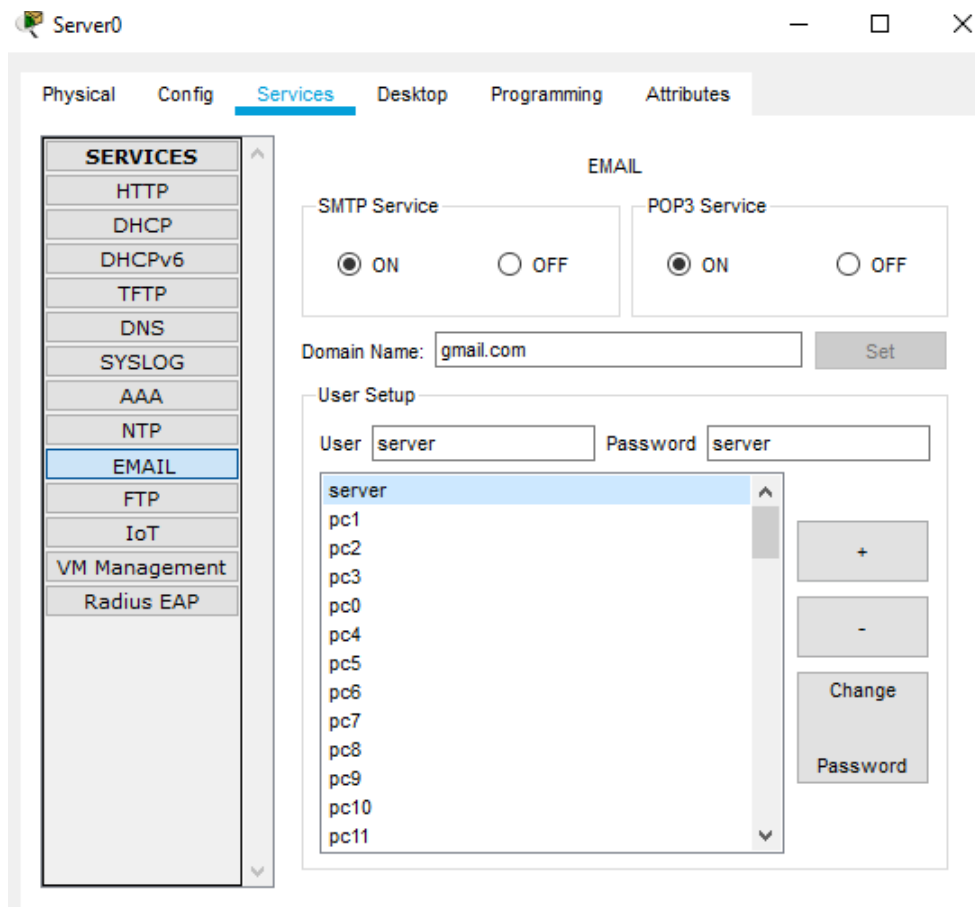 Server0
Physical Config Services Desktop Programming Attributes
SERVICES
HTTP
DHCP
DHCPv6
TFTP
DNS
SYSLOG
AAA
NTP
EMAIL
FTP
IoT
VM Management
Radius EAP
EMAIL
SMTP Service
ON OFF
POP3 Service
ON OFF
Domain Name: gmail.com Set
User Setup
User server Password server
server
pc1
pc2
pc3
pc0
pc4
pc5
pc6
pc7
pc8
pc9
pc10
pc11
+
-
Change
Password